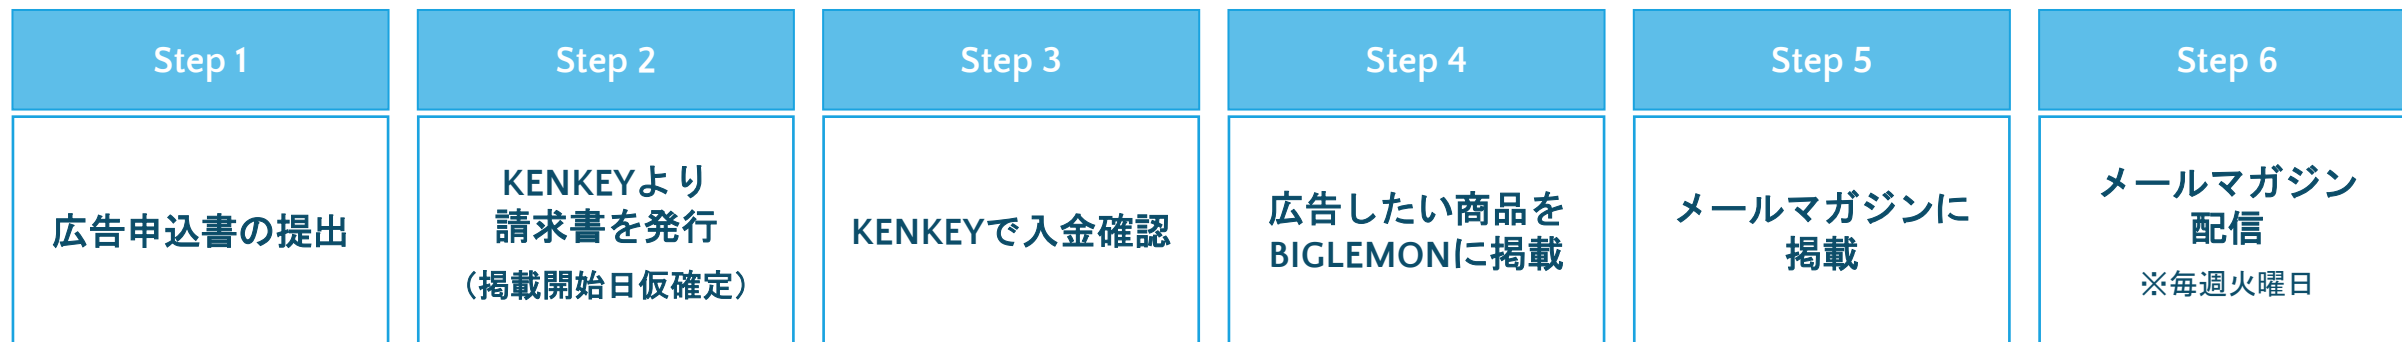 Step 1
広告申込書の提出
Step 2
KENKEYより
請求書を発行
（掲載開始日仮確定）
Step 3
KENKEYで入金確認
Step 4
広告したい商品を
BIGLEMONに掲載
Step 5
メールマガジンに
掲載
Step 6
メールマガジン
配信
※毎週火曜日